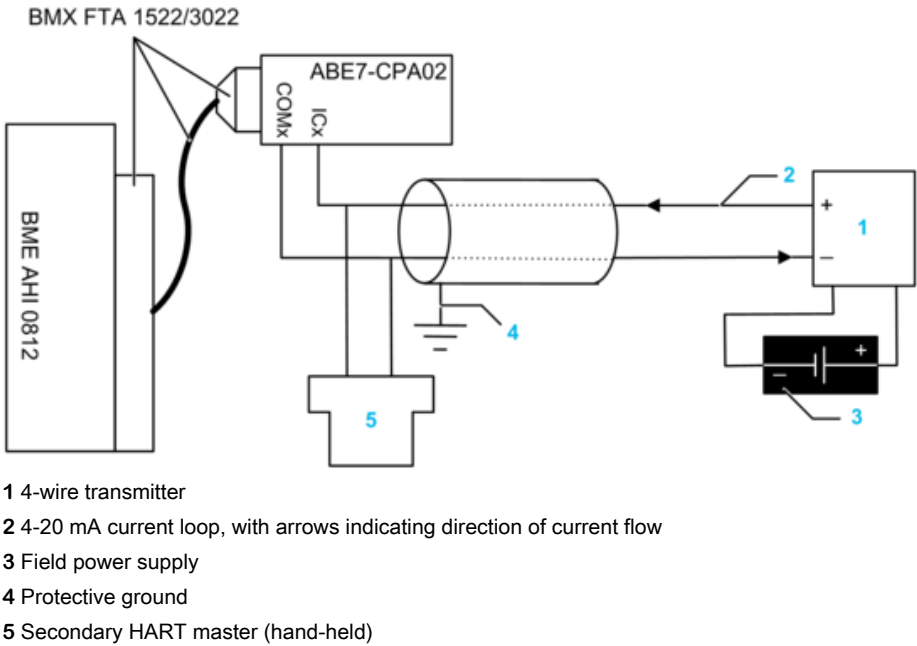 BMX FTA 1522/3022
ABE7-CPA02
COMx
ICx
2
+
1
BME AHI 0812
−
4
+
−
3
5
1 4-wire transmitter
2 4-20 mA current loop, with arrows indicating direction of current flow
3 Field power supply
4 Protective ground
5 Secondary HART master (hand-held)